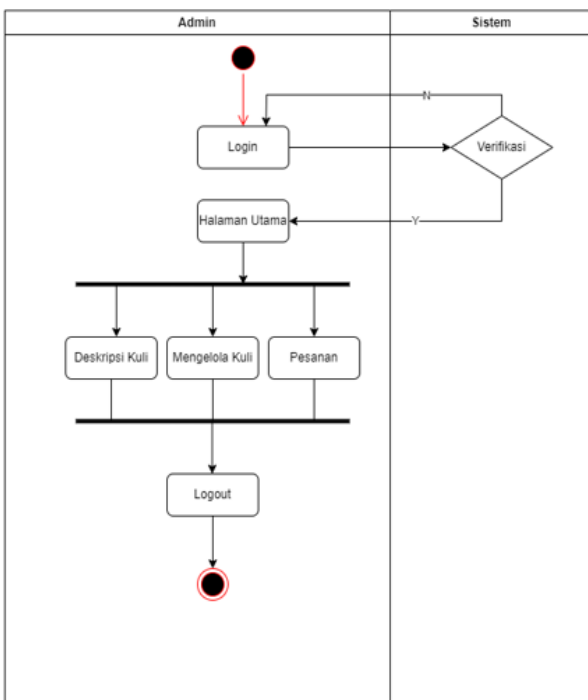 Admin
Sistem
N
Login
Verifikasi
Halaman Utama
Y
Deskripsi Kuli
Mengelola Kuli
Pesanan
Logout